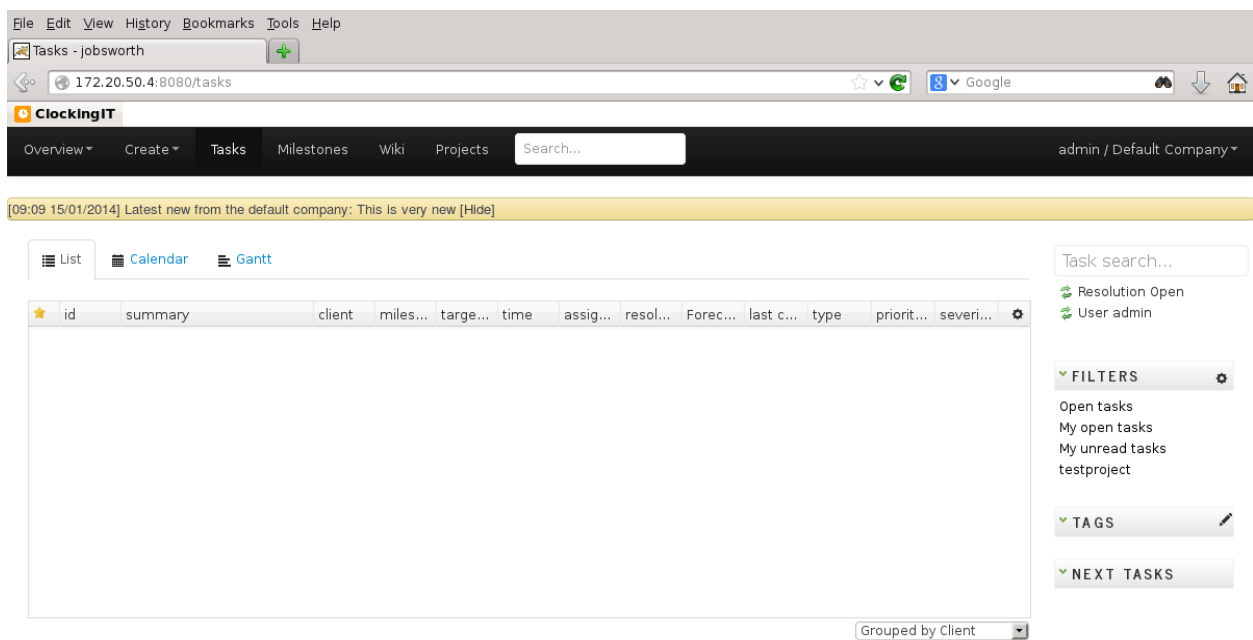 File Edit View History Bookmarks Tools Help
Tasks - jobsworth
172.20.50.4:8080/tasks
8 Google
ClockingIT
Overview Create Tasks Milestones Wiki Projects Search... admin / Default Company
[09:09 15/01/2014] Latest new from the default company: This is very new [Hide]
List Calendar Gantt
Task search...
Resolution Open
User admin
id summary client miles... targe... time assig... resol... Forec... last c... type priorit... severi...
FILTERS
Open tasks
My open tasks
My unread tasks
testproject
TAGS
NEXT TASKS
Grouped by Client